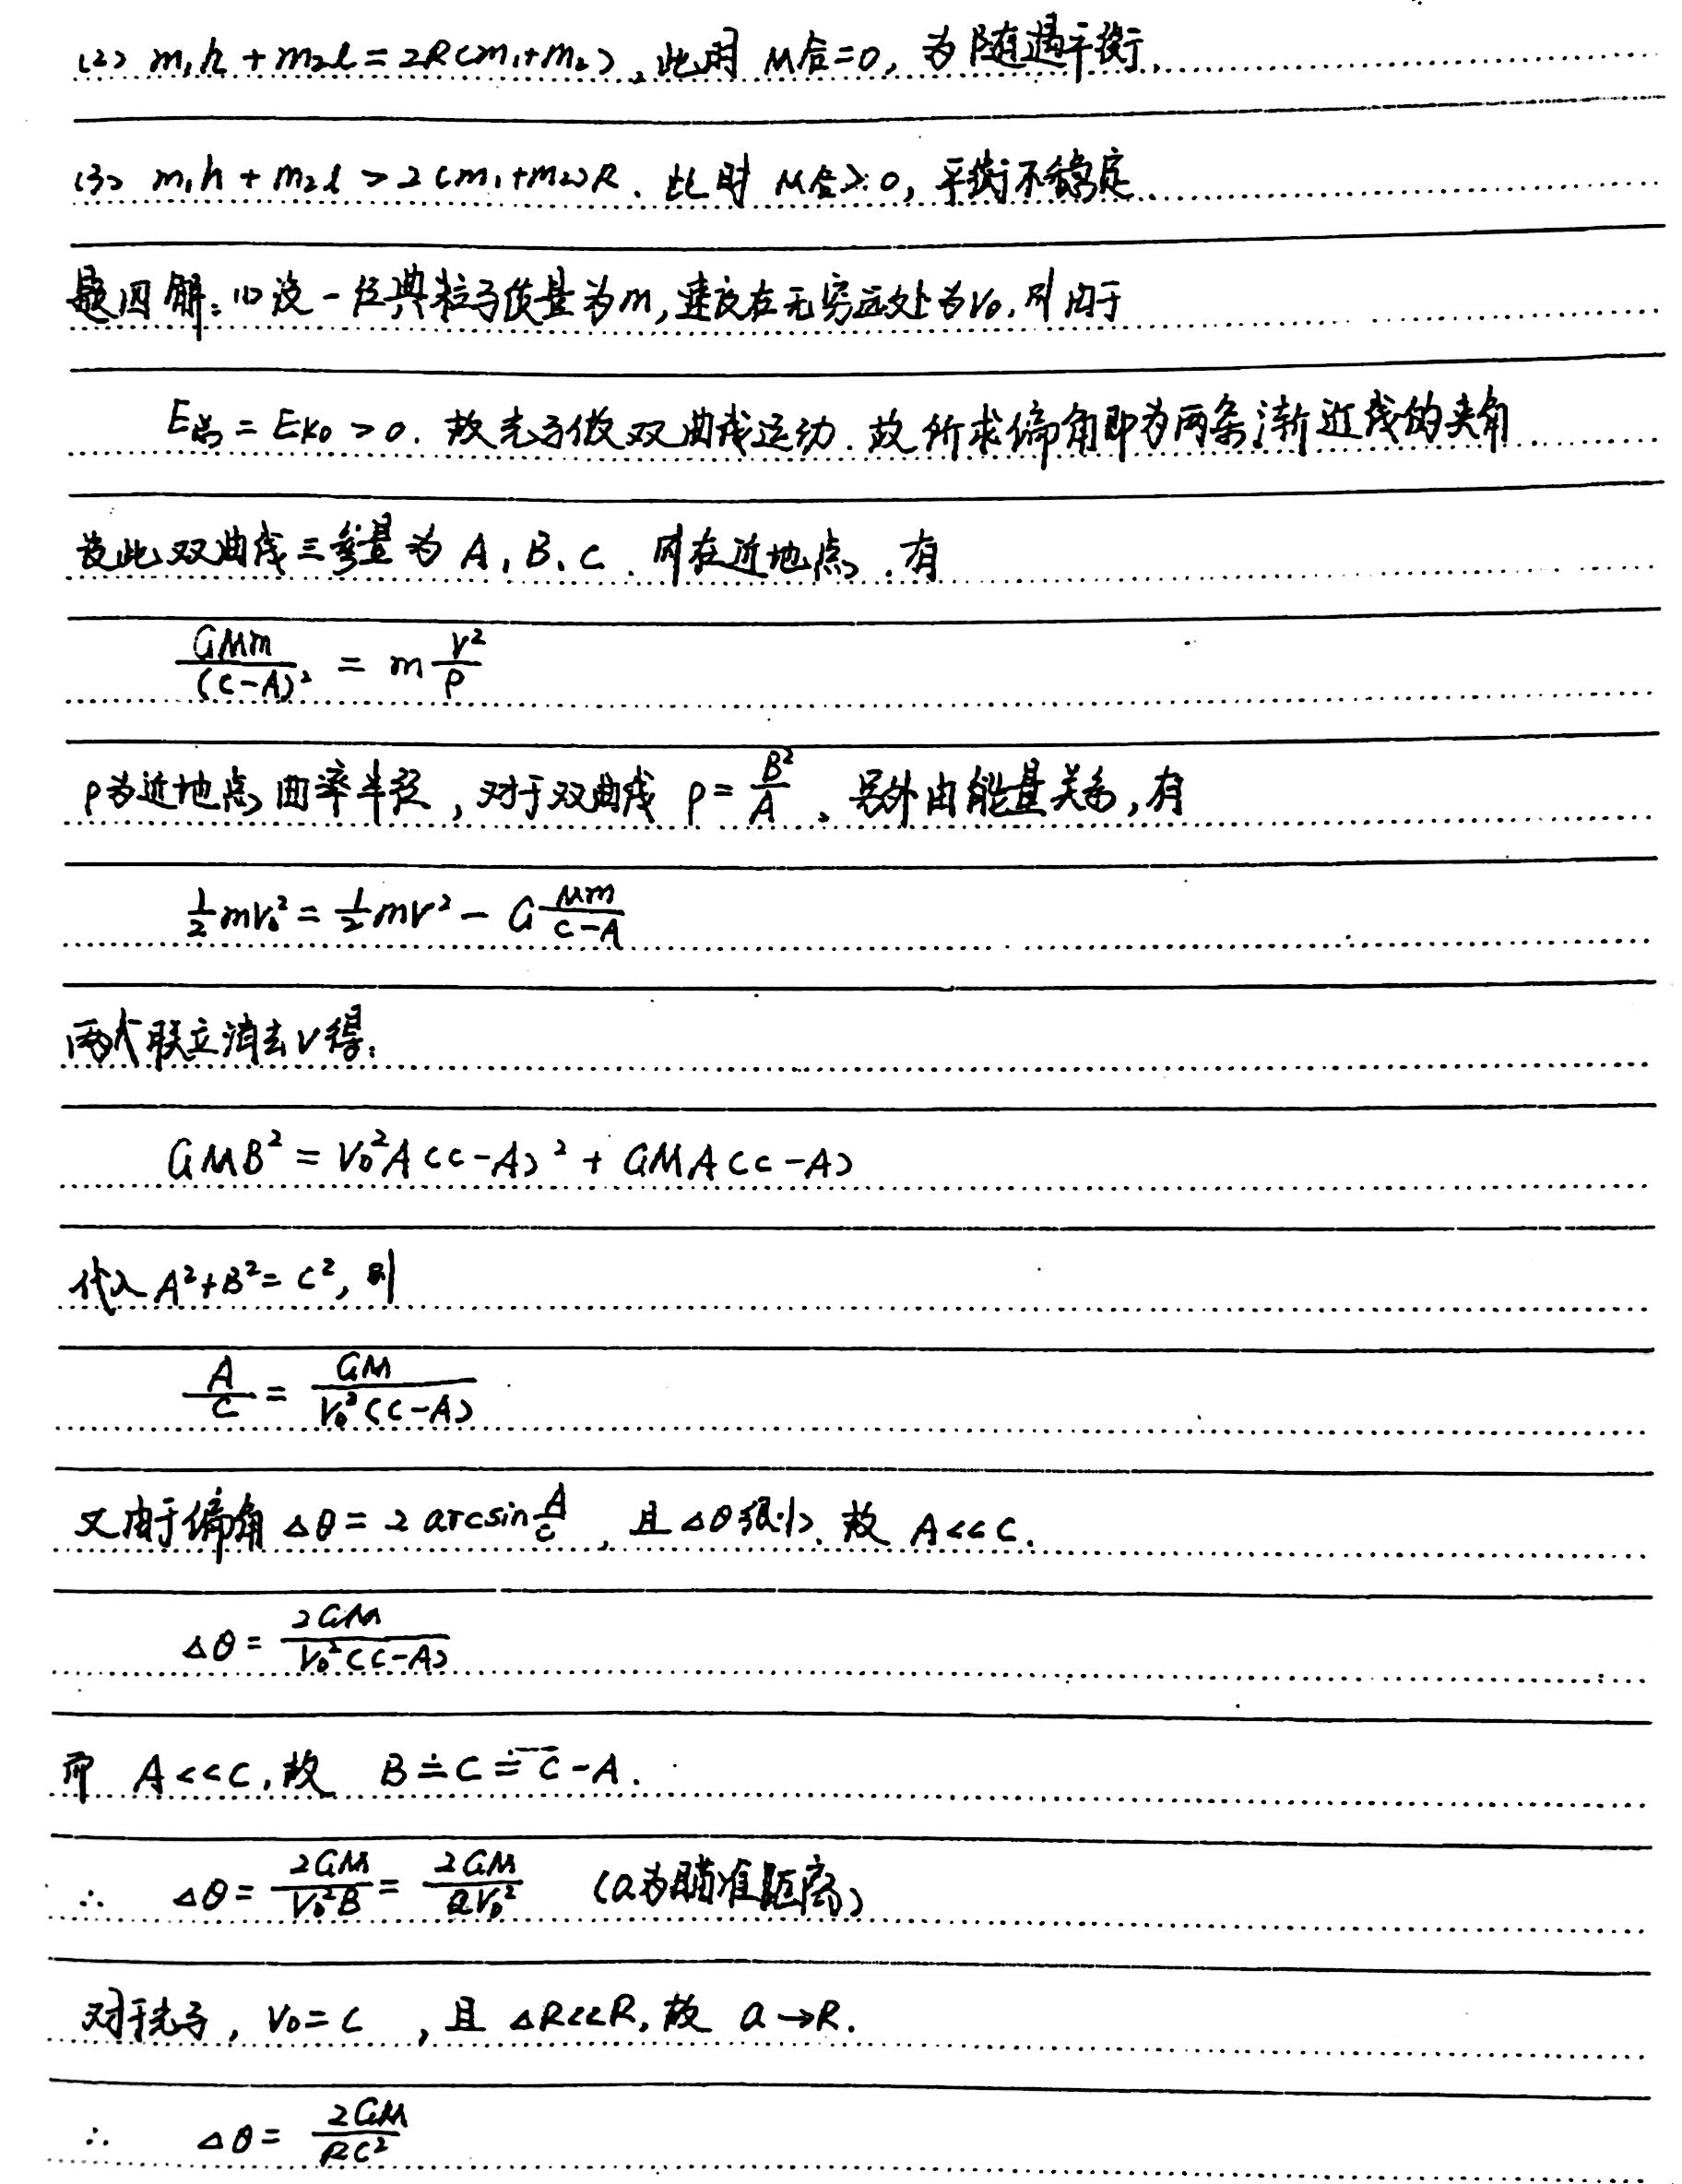 (2) m₁h + m₂l = 2R(m₁+m₂), 此时 M合=0, 为随遇平衡.
(3) m₁h + m₂l > 2(m₁+m₂)R. 此时 M合>0, 平衡不稳定.
题四解: (1) 设一经典粒子质量为m, 速度在无穷远处为V₀. 则由于
E总 = Ek₀ > 0. 故光子做双曲线运动. 故所求偏角即为两条渐近线的夹角
设此双曲线三参量为 A, B, C. 则在近地点, 有
GMm/(C-A)² = m V²/ρ
ρ为近地点曲率半径, 对于双曲线 ρ = B²/A. 另外由能量关系, 有
½mV₀² = ½mV² - G Mm/(C-A)
两式联立消去V得:
GMB² = V₀²A(C-A)² + GMA(C-A)
代入 A²+B²=C², 则
A/C = GM/(V₀²(C-A))
又由于偏角 Δθ = 2 arcsin A/C, 且 Δθ很小, 故 A<<C.
Δθ = 2GM/(V₀²(C-A))
而 A<<C, 故 B≐C≐C-A.
∴ Δθ = 2GM/(V₀²B) = 2GM/(aV₀²) (a为瞄准距离)
对于光子, V₀=C, 且 ΔR<<R, 故 a→R.
∴ Δθ = 2GM/(RC²)